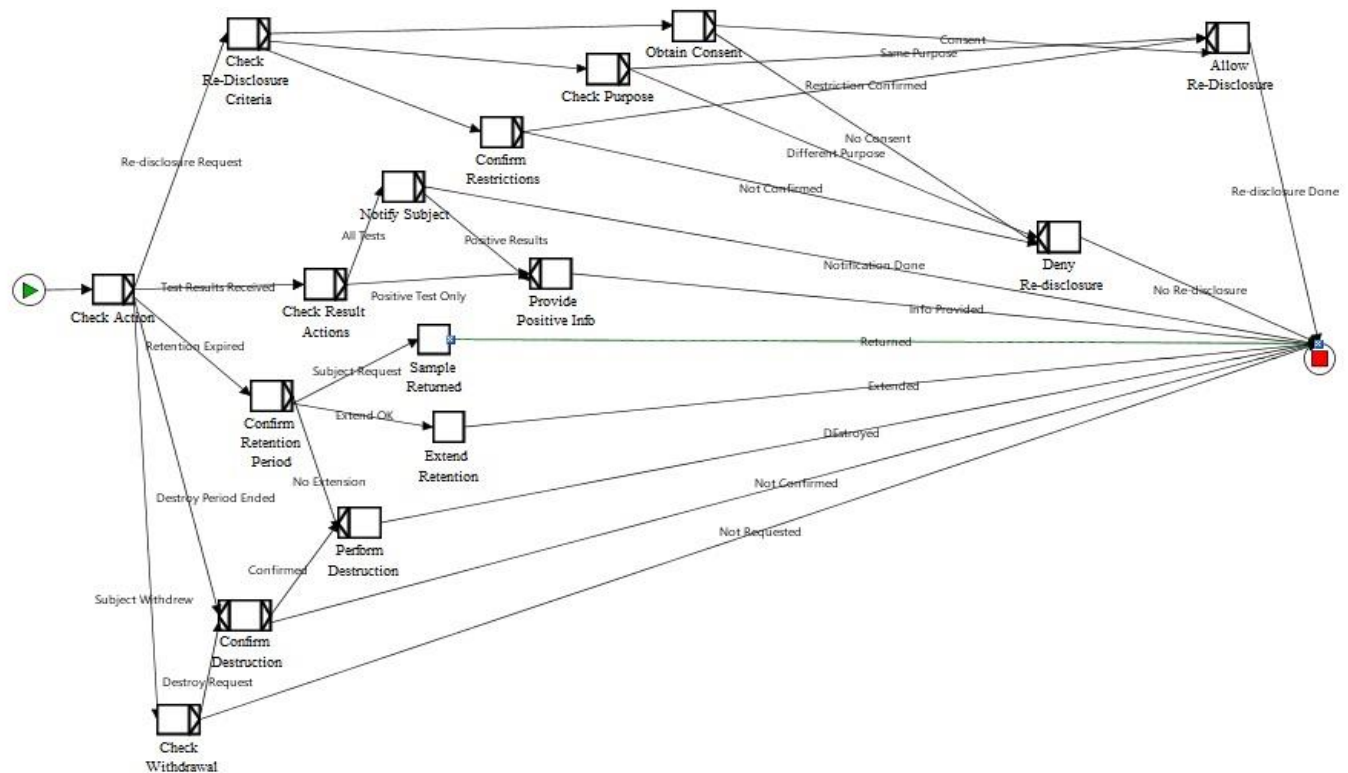 Obtain Consent
Consent
Check
Re-Disclosure
Criteria
Same Purpose
Allow
Re-Disclosure
Check Purpose
Restriction Confirmed
No Consent
Different Purpose
Confirm
Restrictions
Re-disclosure Request
Not Confirmed
Re-disclosure Done
Notify Subject
All Tests
Positive Results
Notification Done
Deny
Re-disclosure
Test Results Received
Positive Test Only
No Re-disclosure
Check Action
Check Result
Actions
Provide
Positive Info
Info Provided
Retention Expired
Returned
Subject Request
Sample
Returned
Extended
Extend OK
Confirm
Retention
Period
Extend
Retention
DEstroyed
No Extension
Not Confirmed
Destroy Period Ended
Not Requested
Perform
Destruction
Confirmed
Subject Withdrew
Confirm
Destruction
Destroy Request
Check
Withdrawal